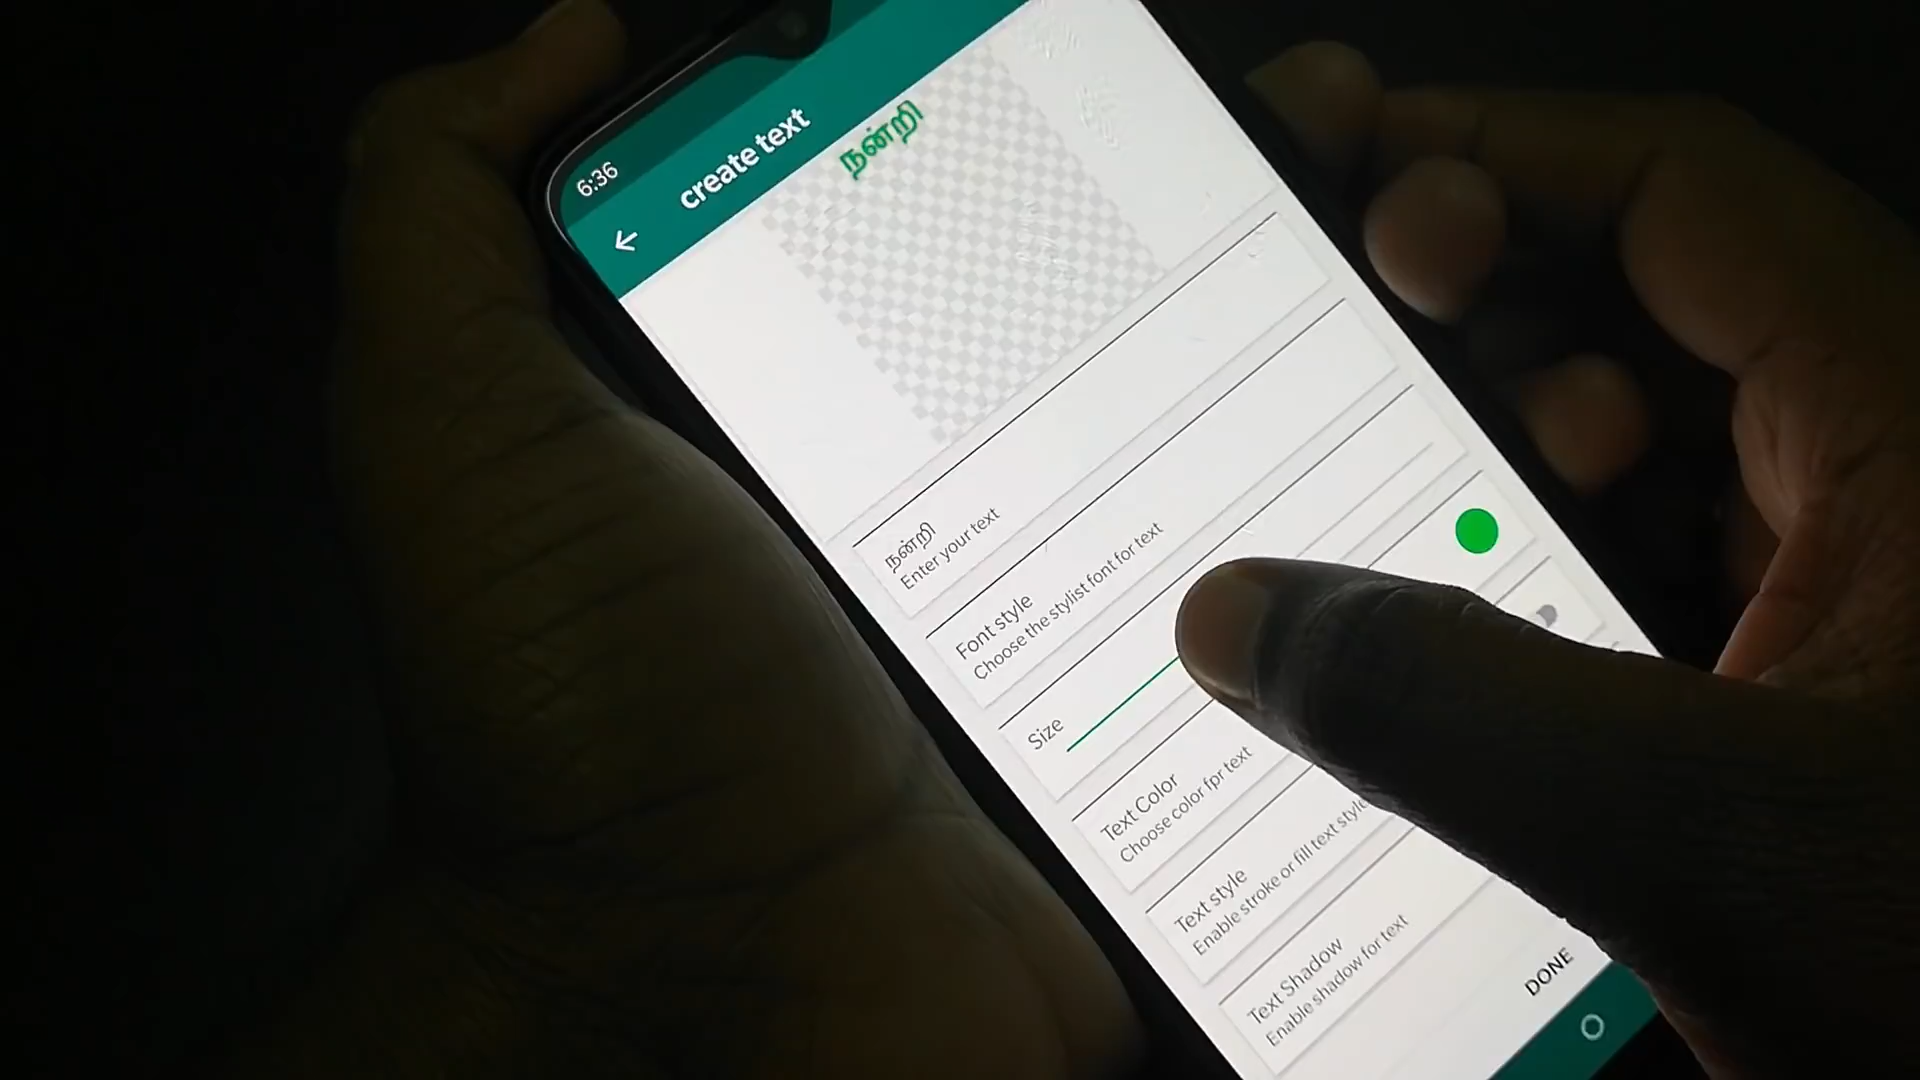 6:36
create text
நன்றி
நன்றி
Enter your text
Font style
Choose the stylist font for text
Size
Text Color
Choose color fpr text
Text style
Enable stroke or fill text style
Text Shadow
Enable shadow for text
DONE